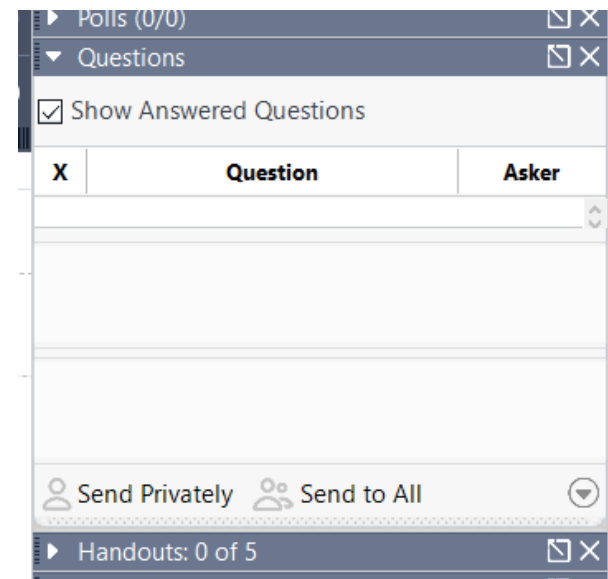 Polls (0/0)
Questions
Show Answered Questions
X Question Asker
Send Privately Send to All
Handouts: 0 of 5